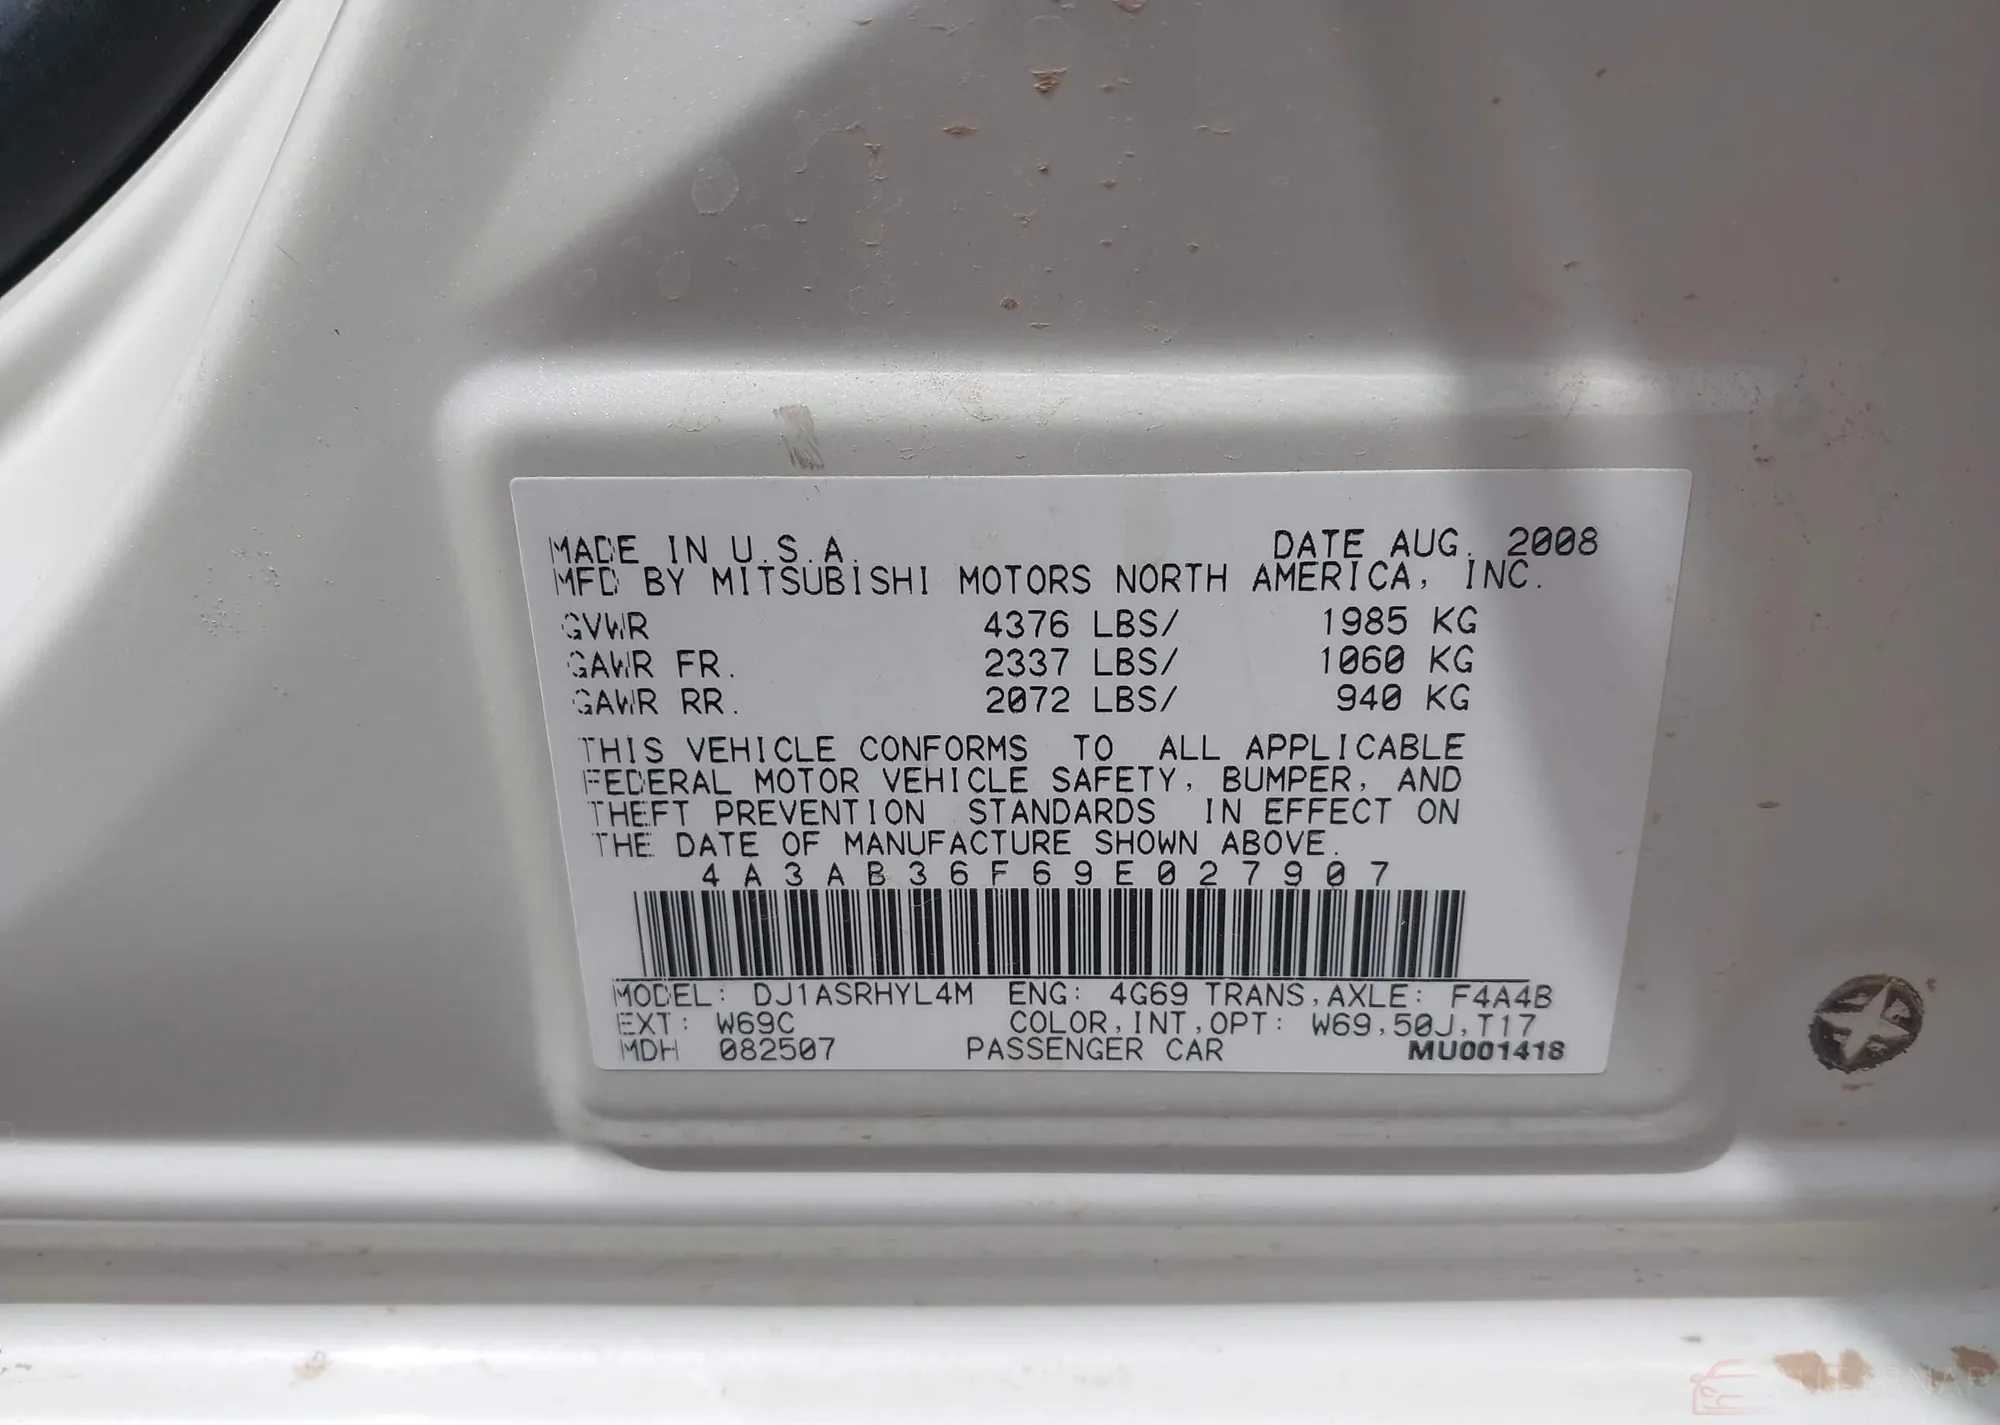 MADE IN U.S.A. DATE AUG. 2008
MFD BY MITSUBISHI MOTORS NORTH AMERICA, INC.
GVWR 4376 LBS/ 1985 KG
GAWR FR. 2337 LBS/ 1060 KG
GAWR RR. 2072 LBS/ 940 KG
THIS VEHICLE CONFORMS TO ALL APPLICABLE
FEDERAL MOTOR VEHICLE SAFETY, BUMPER, AND
THEFT PREVENTION STANDARDS IN EFFECT ON
THE DATE OF MANUFACTURE SHOWN ABOVE.
4A3AB36F69E027907
MODEL: DJ1ASRHYL4M ENG: 4G69 TRANS,AXLE: F4A4B
EXT: W69C COLOR,INT,OPT: W69,50J,T17
MDH 082507 PASSENGER CAR MU001418